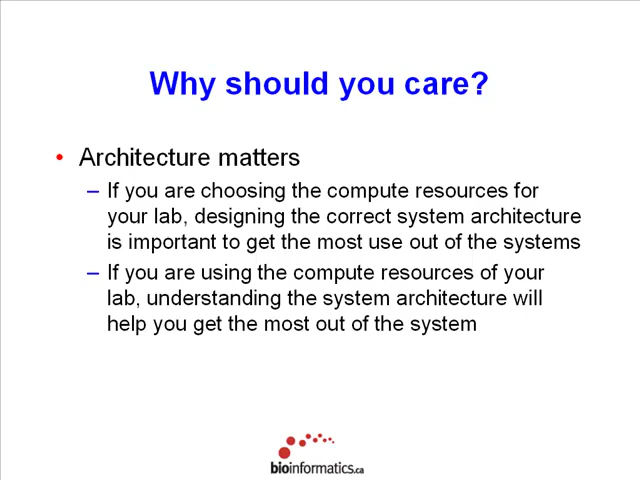 Why should you care?
• Architecture matters
– If you are choosing the compute resources for
your lab, designing the correct system architecture
is important to get the most use out of the systems
– If you are using the compute resources of your
lab, understanding the system architecture will
help you get the most out of the system
bioinformatics.ca